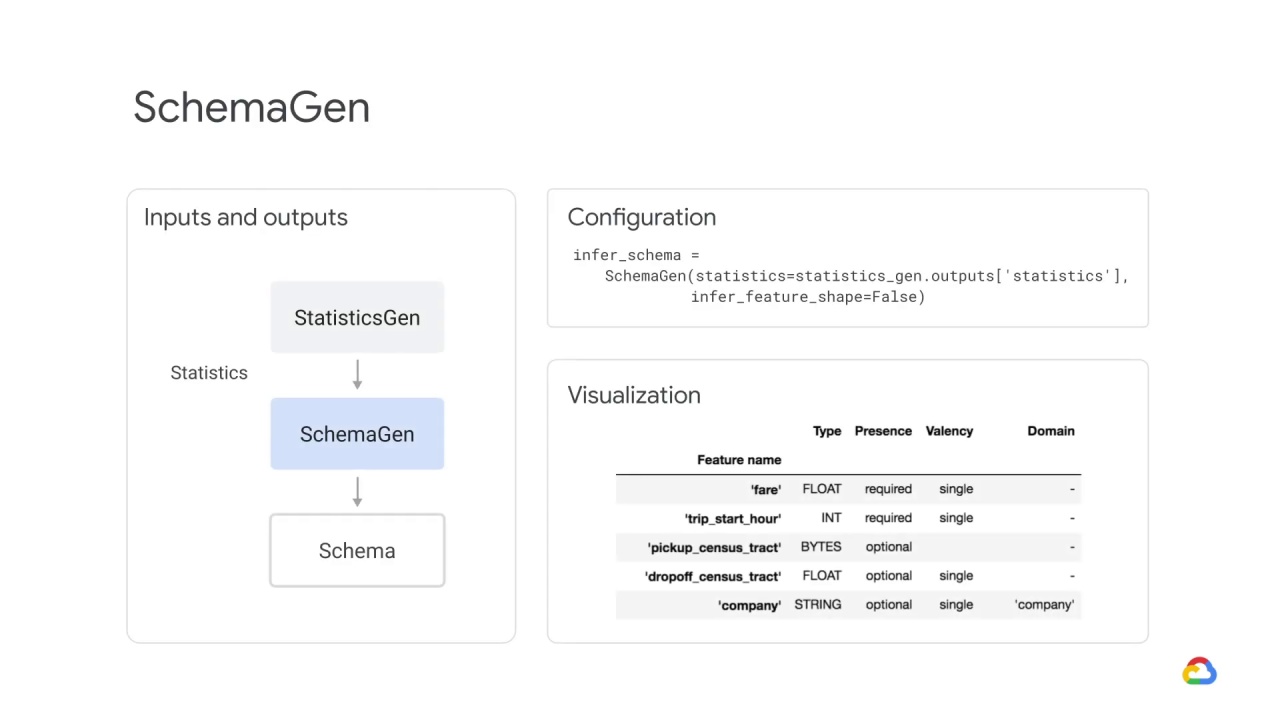 SchemaGen
Inputs and outputs
StatisticsGen
Statistics
SchemaGen
Schema
Configuration
infer_schema =
SchemaGen(statistics=statistics_gen.outputs['statistics'],
infer_feature_shape=False)
Visualization
Type Presence Valency Domain
Feature name
'fare' FLOAT required single -
'trip_start_hour' INT required single -
'pickup_census_tract' BYTES optional -
'dropoff_census_tract' FLOAT optional single -
'company' STRING optional single 'company'